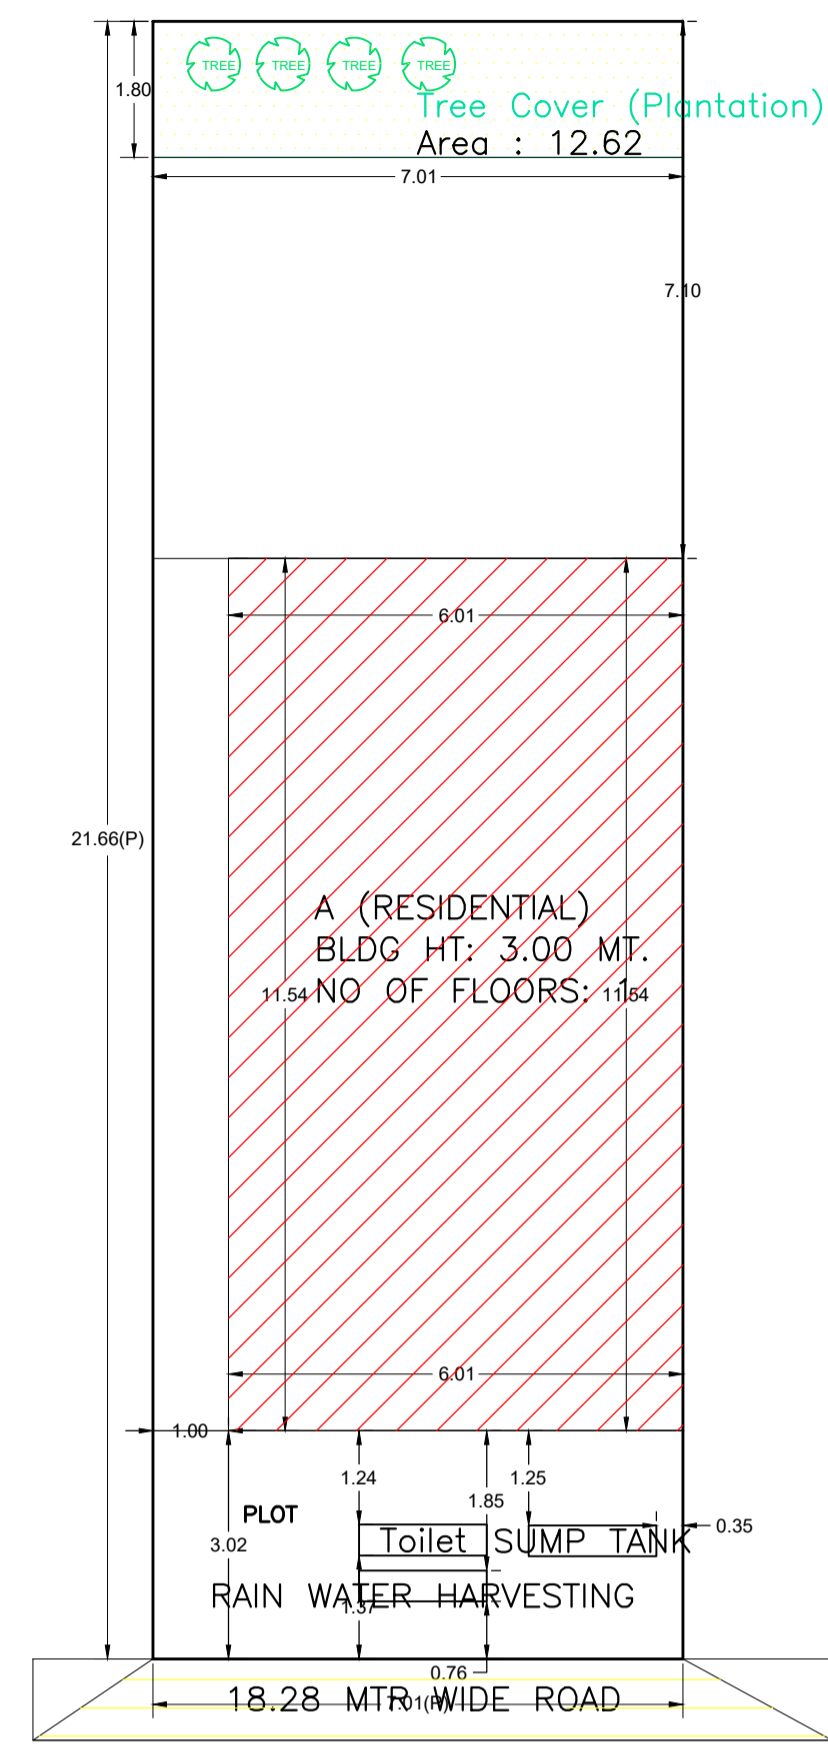 TREE TREE TREE TREE
1.80
Tree Cover (Plantation)
Area : 12.62
7.01
7.10
6.01
21.66(P)
A (RESIDENTIAL)
BLDG HT: 3.00 MT.
NO OF FLOORS: 1
11.54 11.54
6.01
1.00
1.24 1.25
1.85
PLOT
0.35
3.02
Toilet SUMP TANK
RAIN WATER HARVESTING
1.37
0.76
18.28 MTR WIDE ROAD
7.01(P)